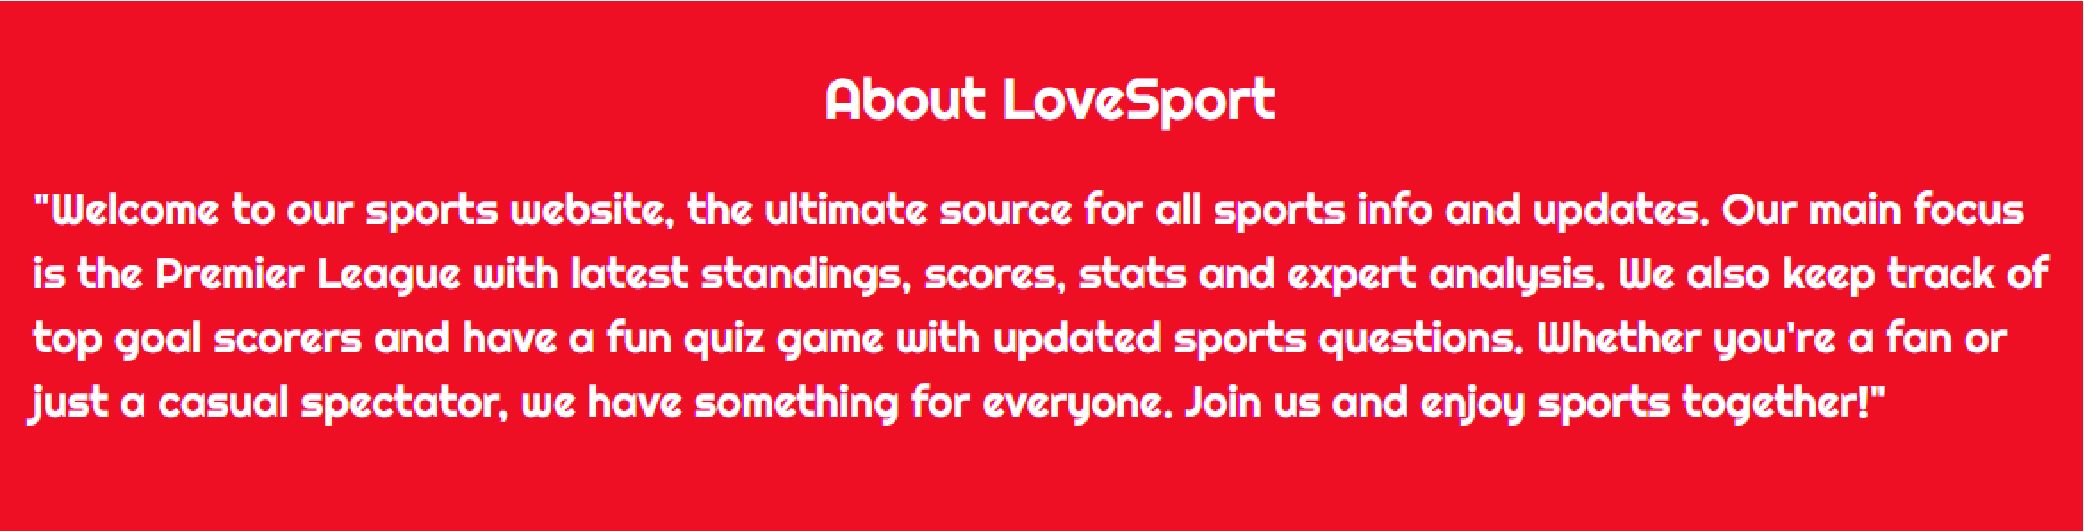 About LoveSport
"Welcome to our sports website, the ultimate source for all sports info and updates. Our main focus
is the Premier League with latest standings, scores, stats and expert analysis. We also keep track of
top goal scorers and have a fun quiz game with updated sports questions. Whether you're a fan or
just a casual spectator, we have something for everyone. Join us and enjoy sports together!"